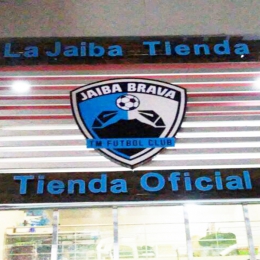 La Jaiba TIenda
JAIBA BRAVA
TM FUTBOL CLUB
Tienda Oficial